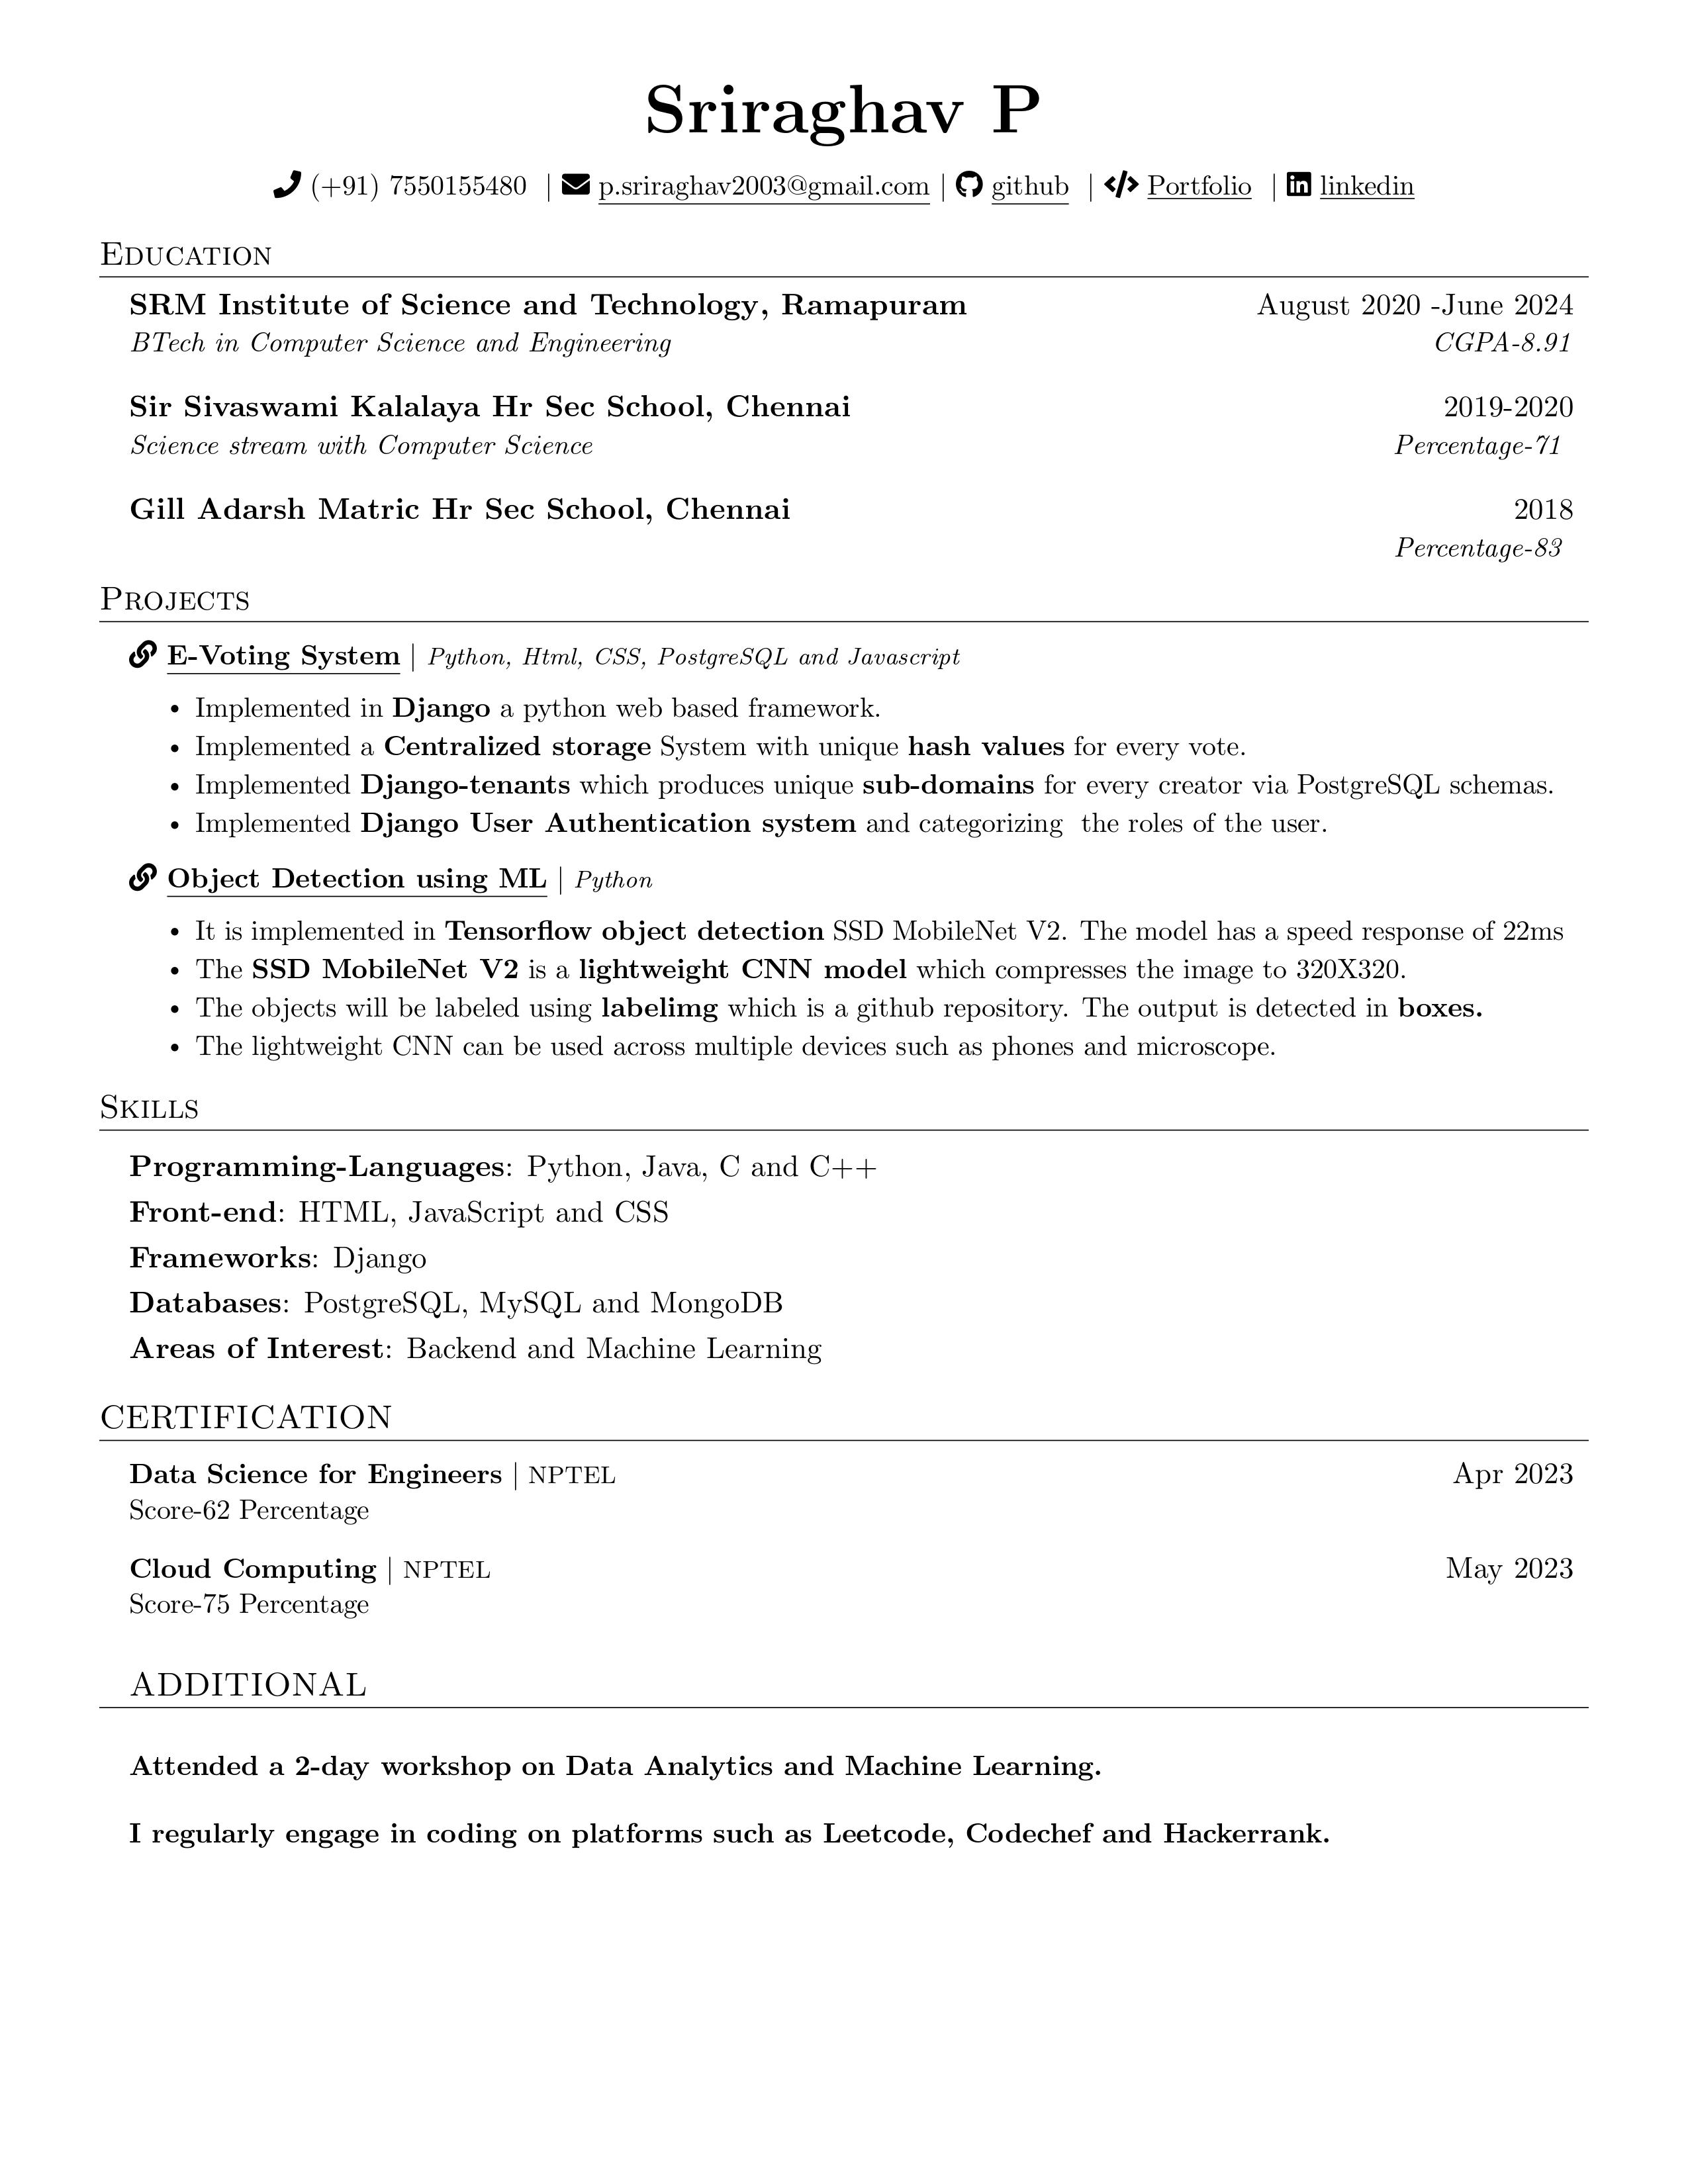 Sriraghav P
(+91) 7550155480 | p.sriraghav2003@gmail.com | github | Portfolio | linkedin
Education
SRM Institute of Science and Technology, Ramapuram August 2020 -June 2024
BTech in Computer Science and Engineering CGPA-8.91
Sir Sivaswami Kalalaya Hr Sec School, Chennai 2019-2020
Science stream with Computer Science Percentage-71
Gill Adarsh Matric Hr Sec School, Chennai 2018
Percentage-83
Projects
E-Voting System | Python, Html, CSS, PostgreSQL and Javascript
• Implemented in Django a python web based framework.
• Implemented a Centralized storage System with unique hash values for every vote.
• Implemented Django-tenants which produces unique sub-domains for every creator via PostgreSQL schemas.
• Implemented Django User Authentication system and categorizing the roles of the user.
Object Detection using ML | Python
• It is implemented in Tensorflow object detection SSD MobileNet V2. The model has a speed response of 22ms
• The SSD MobileNet V2 is a lightweight CNN model which compresses the image to 320X320.
• The objects will be labeled using labelimg which is a github repository. The output is detected in boxes.
• The lightweight CNN can be used across multiple devices such as phones and microscope.
Skills
Programming-Languages: Python, Java, C and C++
Front-end: HTML, JavaScript and CSS
Frameworks: Django
Databases: PostgreSQL, MySQL and MongoDB
Areas of Interest: Backend and Machine Learning
CERTIFICATION
Data Science for Engineers | NPTEL Apr 2023
Score-62 Percentage
Cloud Computing | NPTEL May 2023
Score-75 Percentage
ADDITIONAL
Attended a 2-day workshop on Data Analytics and Machine Learning.
I regularly engage in coding on platforms such as Leetcode, Codechef and Hackerrank.